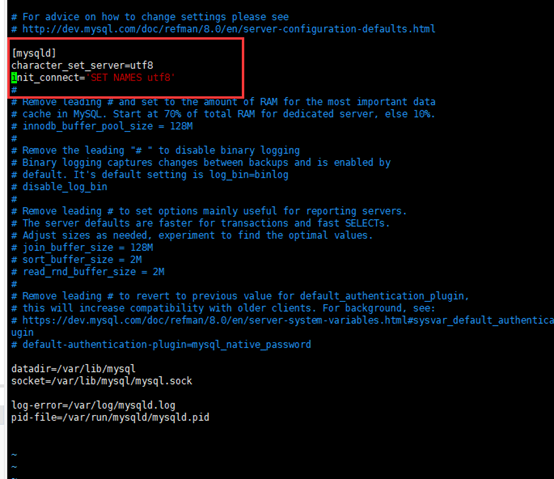 # For advice on how to change settings please see
# http://dev.mysql.com/doc/refman/8.0/en/server-configuration-defaults.html
[mysqld]
character_set_server=utf8
init_connect='SET NAMES utf8'
#
# Remove leading # and set to the amount of RAM for the most important data
# cache in MySQL. Start at 70% of total RAM for dedicated server, else 10%.
# innodb_buffer_pool_size = 128M
#
# Remove the leading "# " to disable binary logging
# Binary logging captures changes between backups and is enabled by
# default. It's default setting is log_bin=binlog
# disable_log_bin
#
# Remove leading # to set options mainly useful for reporting servers.
# The server defaults are faster for transactions and fast SELECTs.
# Adjust sizes as needed, experiment to find the optimal values.
# join_buffer_size = 128M
# sort_buffer_size = 2M
# read_rnd_buffer_size = 2M
#
# Remove leading # to revert to previous value for default_authentication_plugin,
# this will increase compatibility with older clients. For background, see:
# https://dev.mysql.com/doc/refman/8.0/en/server-system-variables.html#sysvar_default_authentica
ugin
# default-authentication-plugin=mysql_native_password
datadir=/var/lib/mysql
socket=/var/lib/mysql/mysql.sock
log-error=/var/log/mysqld.log
pid-file=/var/run/mysqld/mysqld.pid
~
~
~